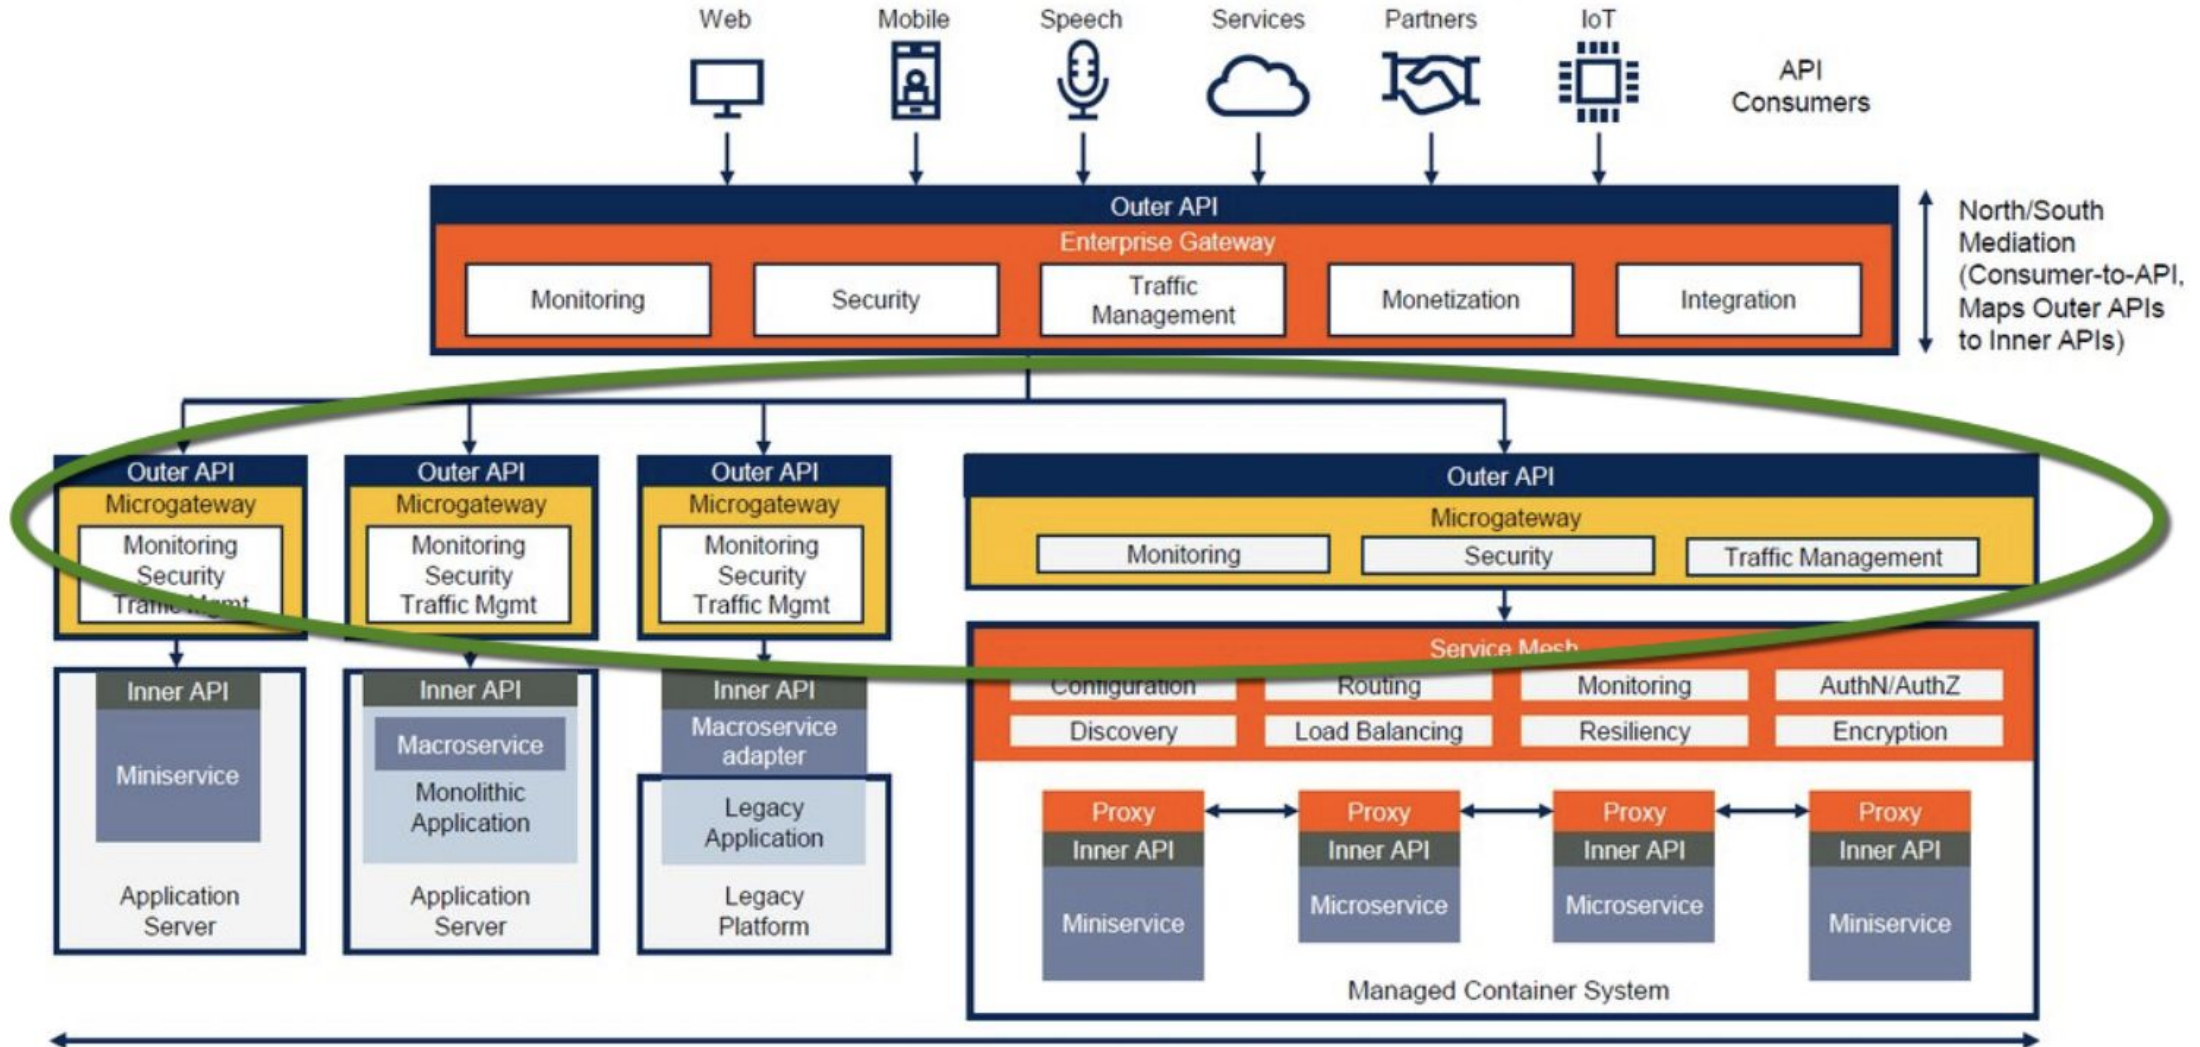 Web
Mobile
Speech
Services
Partners
IoT
API
Consumers
Outer API
Enterprise Gateway
Monitoring
Security
Traffic
Management
Monetization
Integration
North/South
Mediation
(Consumer-to-API,
Maps Outer APIs
to Inner APIs)
Outer API
Microgateway
Monitoring
Security
Traffic Mgmt
Outer API
Microgateway
Monitoring
Security
Traffic Mgmt
Outer API
Microgateway
Monitoring
Security
Traffic Mgmt
Outer API
Microgateway
Monitoring
Security
Traffic Management
Inner API
Miniservice
Application
Server
Inner API
Macroservice
Monolithic
Application
Application
Server
Inner API
Macroservice
adapter
Legacy
Application
Legacy
Platform
Service Mesh
Configuration
Routing
Monitoring
AuthN/AuthZ
Discovery
Load Balancing
Resiliency
Encryption
Proxy
Inner API
Miniservice
Proxy
Inner API
Microservice
Proxy
Inner API
Microservice
Proxy
Inner API
Miniservice
Managed Container System